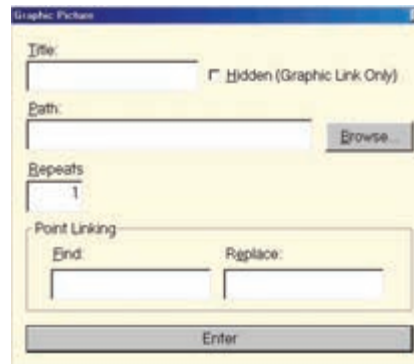 Graphic Picture
Title:
Hidden (Graphic Link Only)
Path:
Browse...
Repeats
1
Point Linking
Find: Replace:
Enter